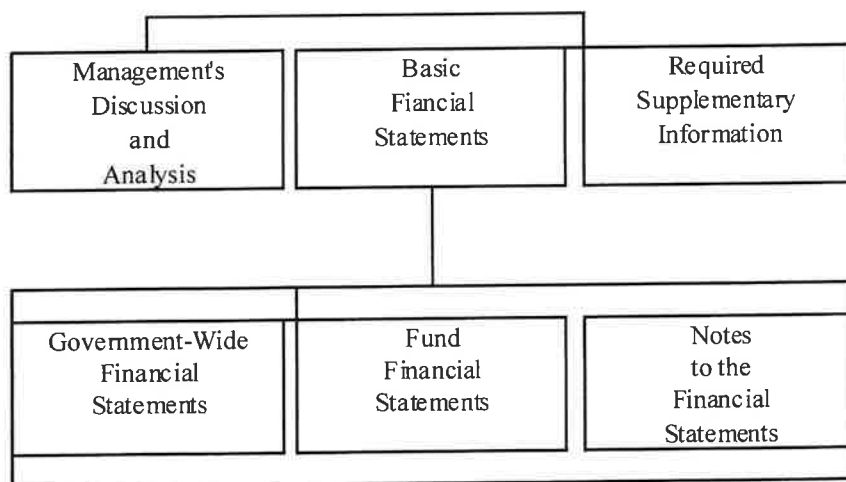 Management's
Discussion
and
Analysis
Basic
Fiancial
Statements
Required
Supplementary
Information
Government-Wide
Financial
Statements
Fund
Financial
Statements
Notes
to the
Financial
Statements